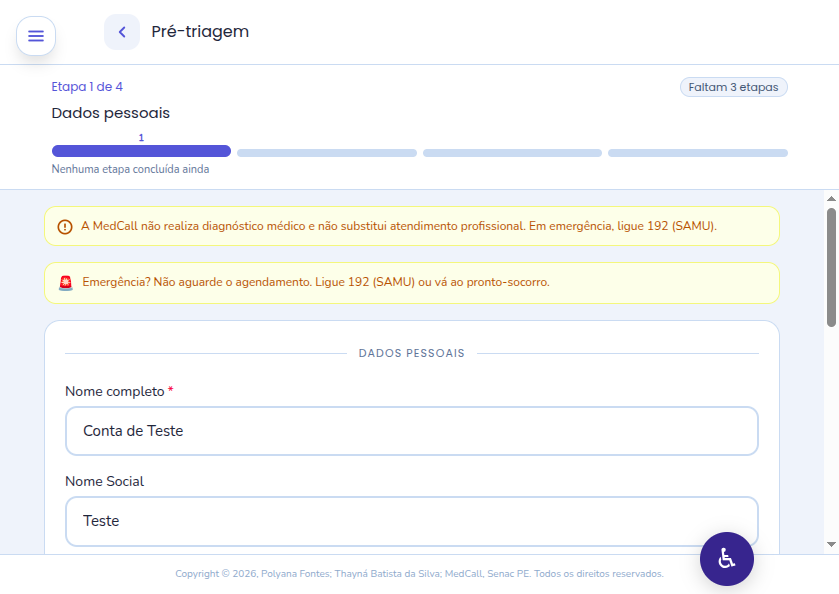 Pré-triagem
Etapa 1 de 4
Faltam 3 etapas
Dados pessoais
1
Nenhuma etapa concluída ainda
A MedCall não realiza diagnóstico médico e não substitui atendimento profissional. Em emergência, ligue 192 (SAMU).
Emergência? Não aguarde o agendamento. Ligue 192 (SAMU) ou vá ao pronto-socorro.
DADOS PESSOAIS
Nome completo *
Conta de Teste
Nome Social
Teste
Copyright © 2026, Polyana Fontes; Thayná Batista da Silva; MedCall, Senac PE. Todos os direitos reservados.